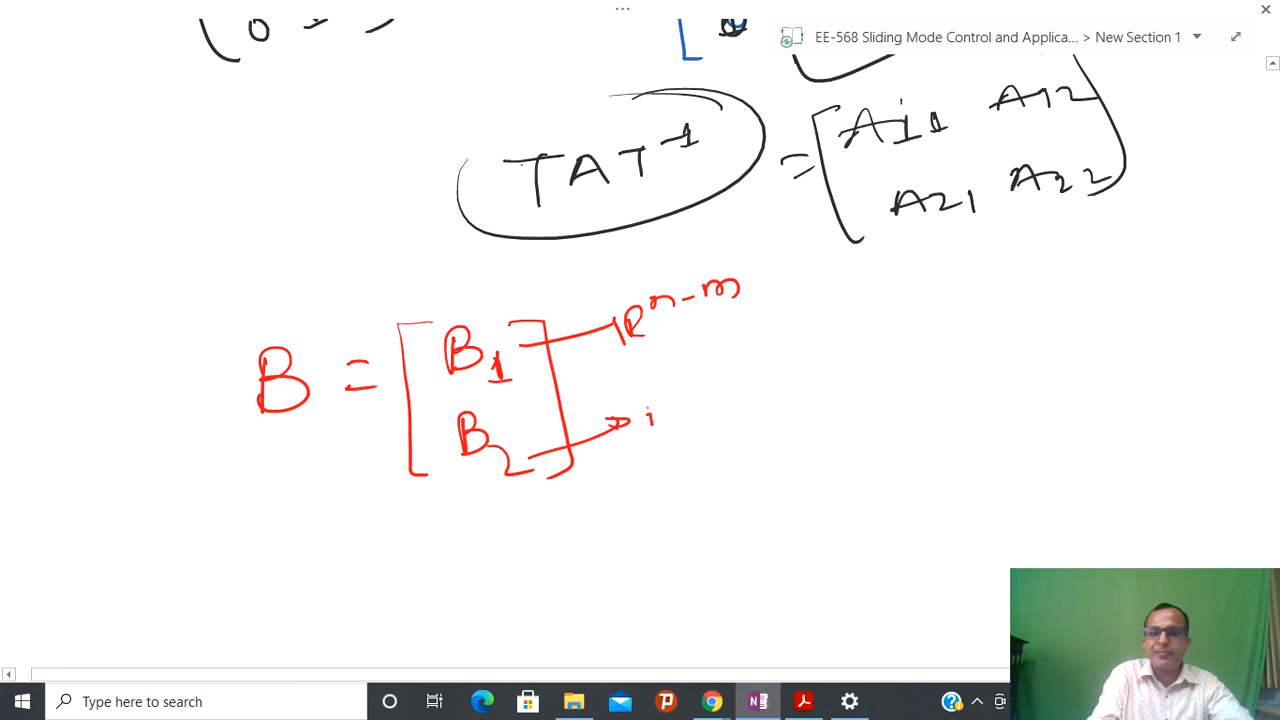 EE-568 Sliding Mode Control and Applica... > New Section 1
TAT⁻¹ = [A11 A12
A21 A22]
B = [B1 → R^n-m
B2] → i
Type here to search